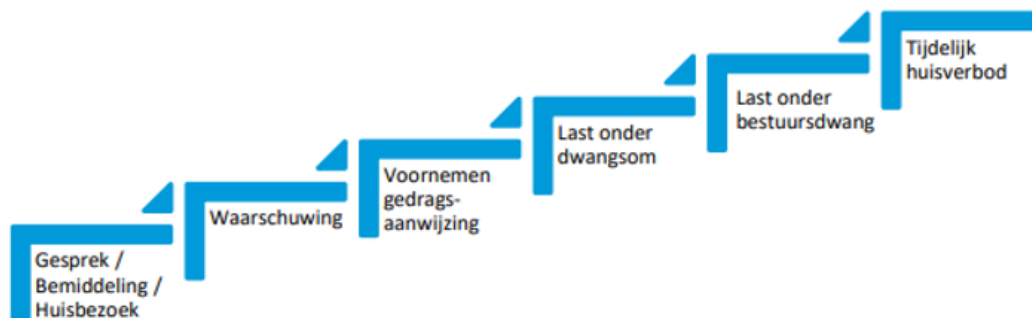 Gesprek /
Bemiddeling /
Huisbezoek
Waarschuwing
Voornemen
gedrags-
aanwijzing
Last onder
dwangsom
Last onder
bestuursdwang
Tijdelijk
huisverbod